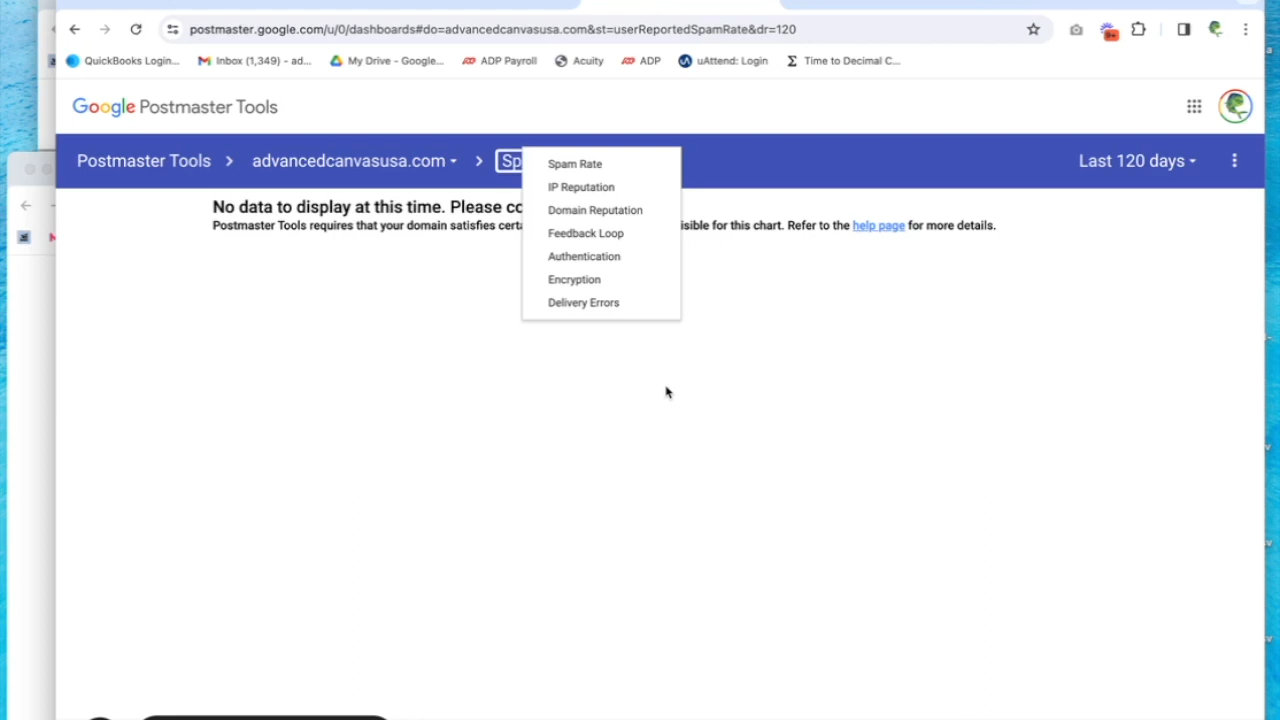 postmaster.google.com/u/0/dashboards#do=advancedcanvasusa.com&st=userReportedSpamRate&dr=120
QuickBooks Login... Inbox (1,349) - ad... My Drive - Google... ADP Payroll Acuity ADP uAttend: Login Time to Decimal C...
Google Postmaster Tools
Postmaster Tools > advancedcanvasusa.com > Sp Last 120 days
Spam Rate
IP Reputation
Domain Reputation
Feedback Loop
Authentication
Encryption
Delivery Errors
No data to display at this time. Please
Postmaster Tools requires that your domain satisfies for this chart. Refer to the help page for more details.